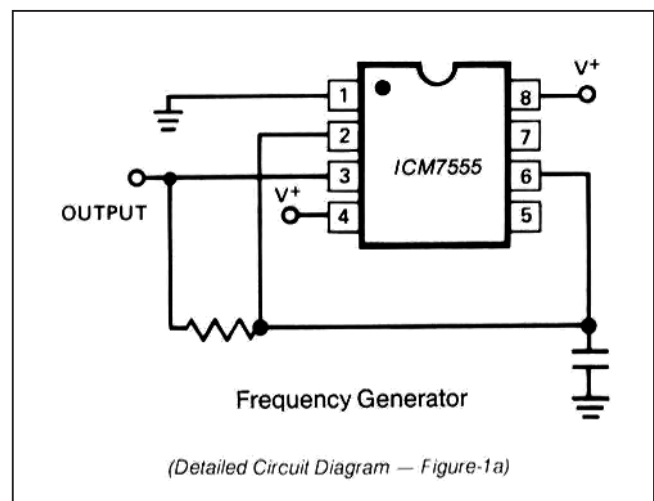 1
8
V+
2
7
ICM7555
3
6
OUTPUT
V+
4
5
Frequency Generator
(Detailed Circuit Diagram — Figure-1a)